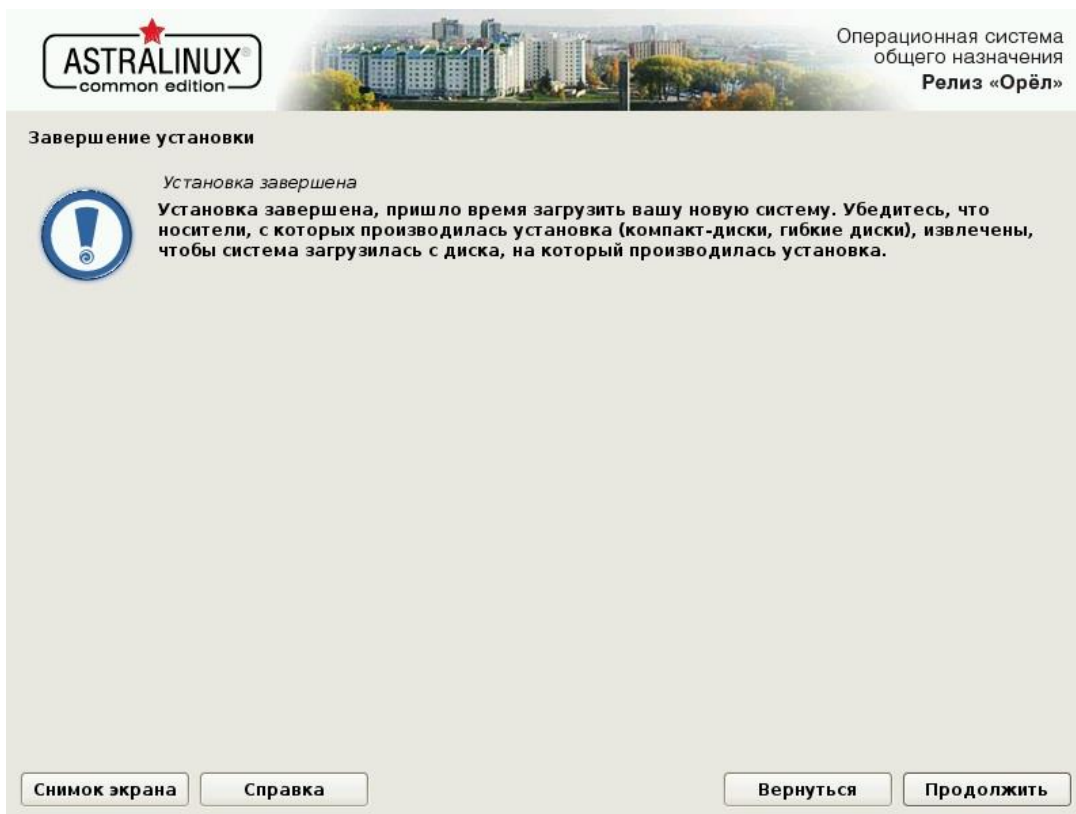 ASTRALINUX®
common edition
Операционная система
общего назначения
Релиз «Орёл»
Завершение установки
Установка завершена
Установка завершена, пришло время загрузить вашу новую систему. Убедитесь, что
носители, с которых производилась установка (компакт-диски, гибкие диски), извлечены,
чтобы система загрузилась с диска, на который производилась установка.
Снимок экрана
Справка
Вернуться
Продолжить